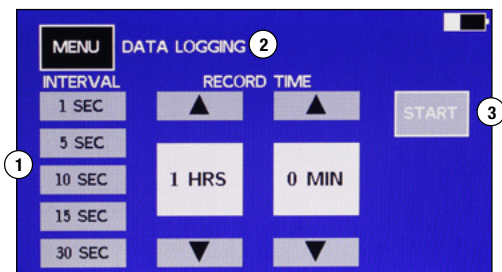 MENU DATA LOGGING 2
INTERVAL RECORD TIME
1 SEC
START 3
5 SEC
1
10 SEC 1 HRS 0 MIN
15 SEC
30 SEC